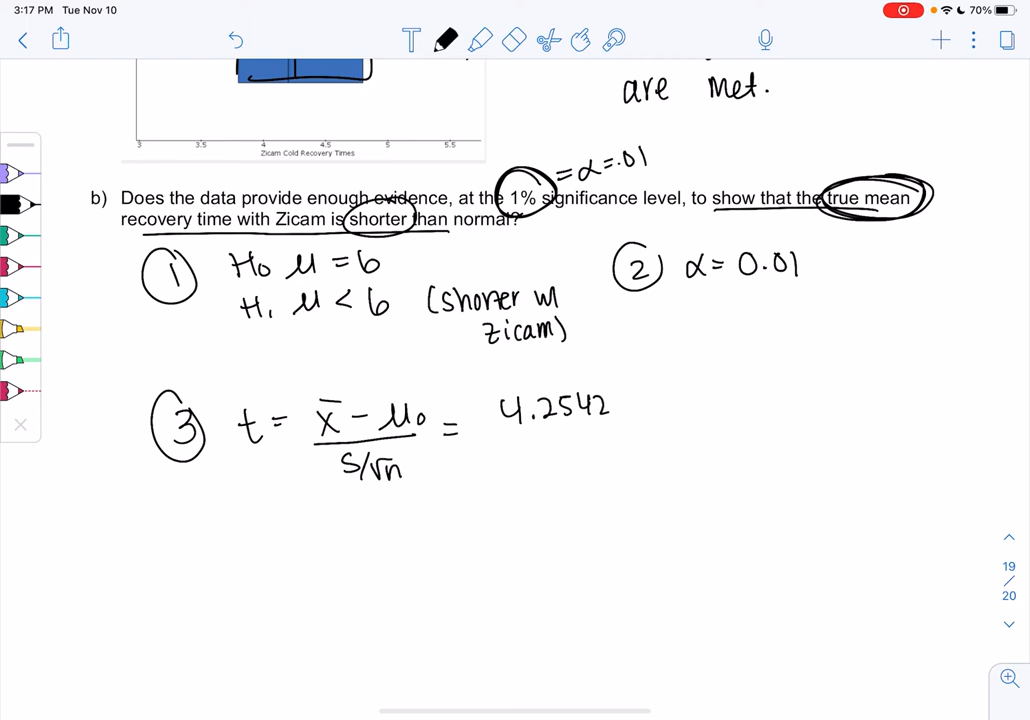 3:17 PM Tue Nov 10
70%
T
are met.
3 3.5 4 4.5 5 5.5
Zicam Cold Recovery Times
= α = .01
b) Does the data provide enough evidence, at the 1% significance level, to show that the true mean
recovery time with Zicam is shorter than normal?
1 H0 μ = 6
H1 μ < 6 (shorter w/
zicam)
2 α = 0.01
3 t = x̄ - μ0 = 4.2542
s/√n
19
/
20